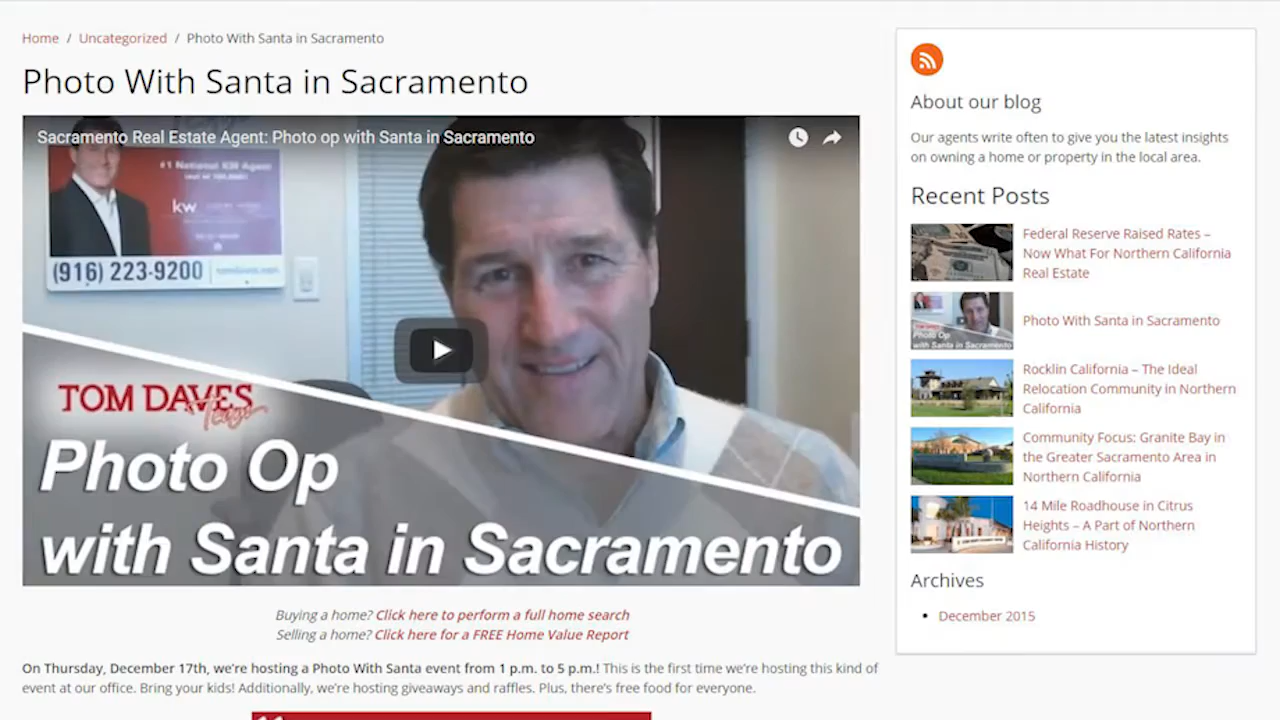 Home / Uncategorized / Photo With Santa in Sacramento
Photo With Santa in Sacramento
Sacramento Real Estate Agent: Photo op with Santa in Sacramento
#1 National KW Agent
kw
(916) 223-9200
TOM DAVES
Team
Photo Op
with Santa in Sacramento
Buying a home? Click here to perform a full home search
Selling a home? Click here for a FREE Home Value Report
On Thursday, December 17th, we're hosting a Photo With Santa event from 1 p.m. to 5 p.m.! This is the first time we're hosting this kind of
event at our office. Bring your kids! Additionally, we're hosting giveaways and raffles. Plus, there's free food for everyone.
About our blog
Our agents write often to give you the latest insights
on owning a home or property in the local area.
Recent Posts
Federal Reserve Raised Rates –
Now What For Northern California
Real Estate
Photo Op
with Santa in Sacramento
Photo With Santa in Sacramento
Rocklin California – The Ideal
Relocation Community in Northern
California
Community Focus: Granite Bay in
the Greater Sacramento Area in
Northern California
14 Mile Roadhouse in Citrus
Heights – A Part of Northern
California History
Archives
December 2015